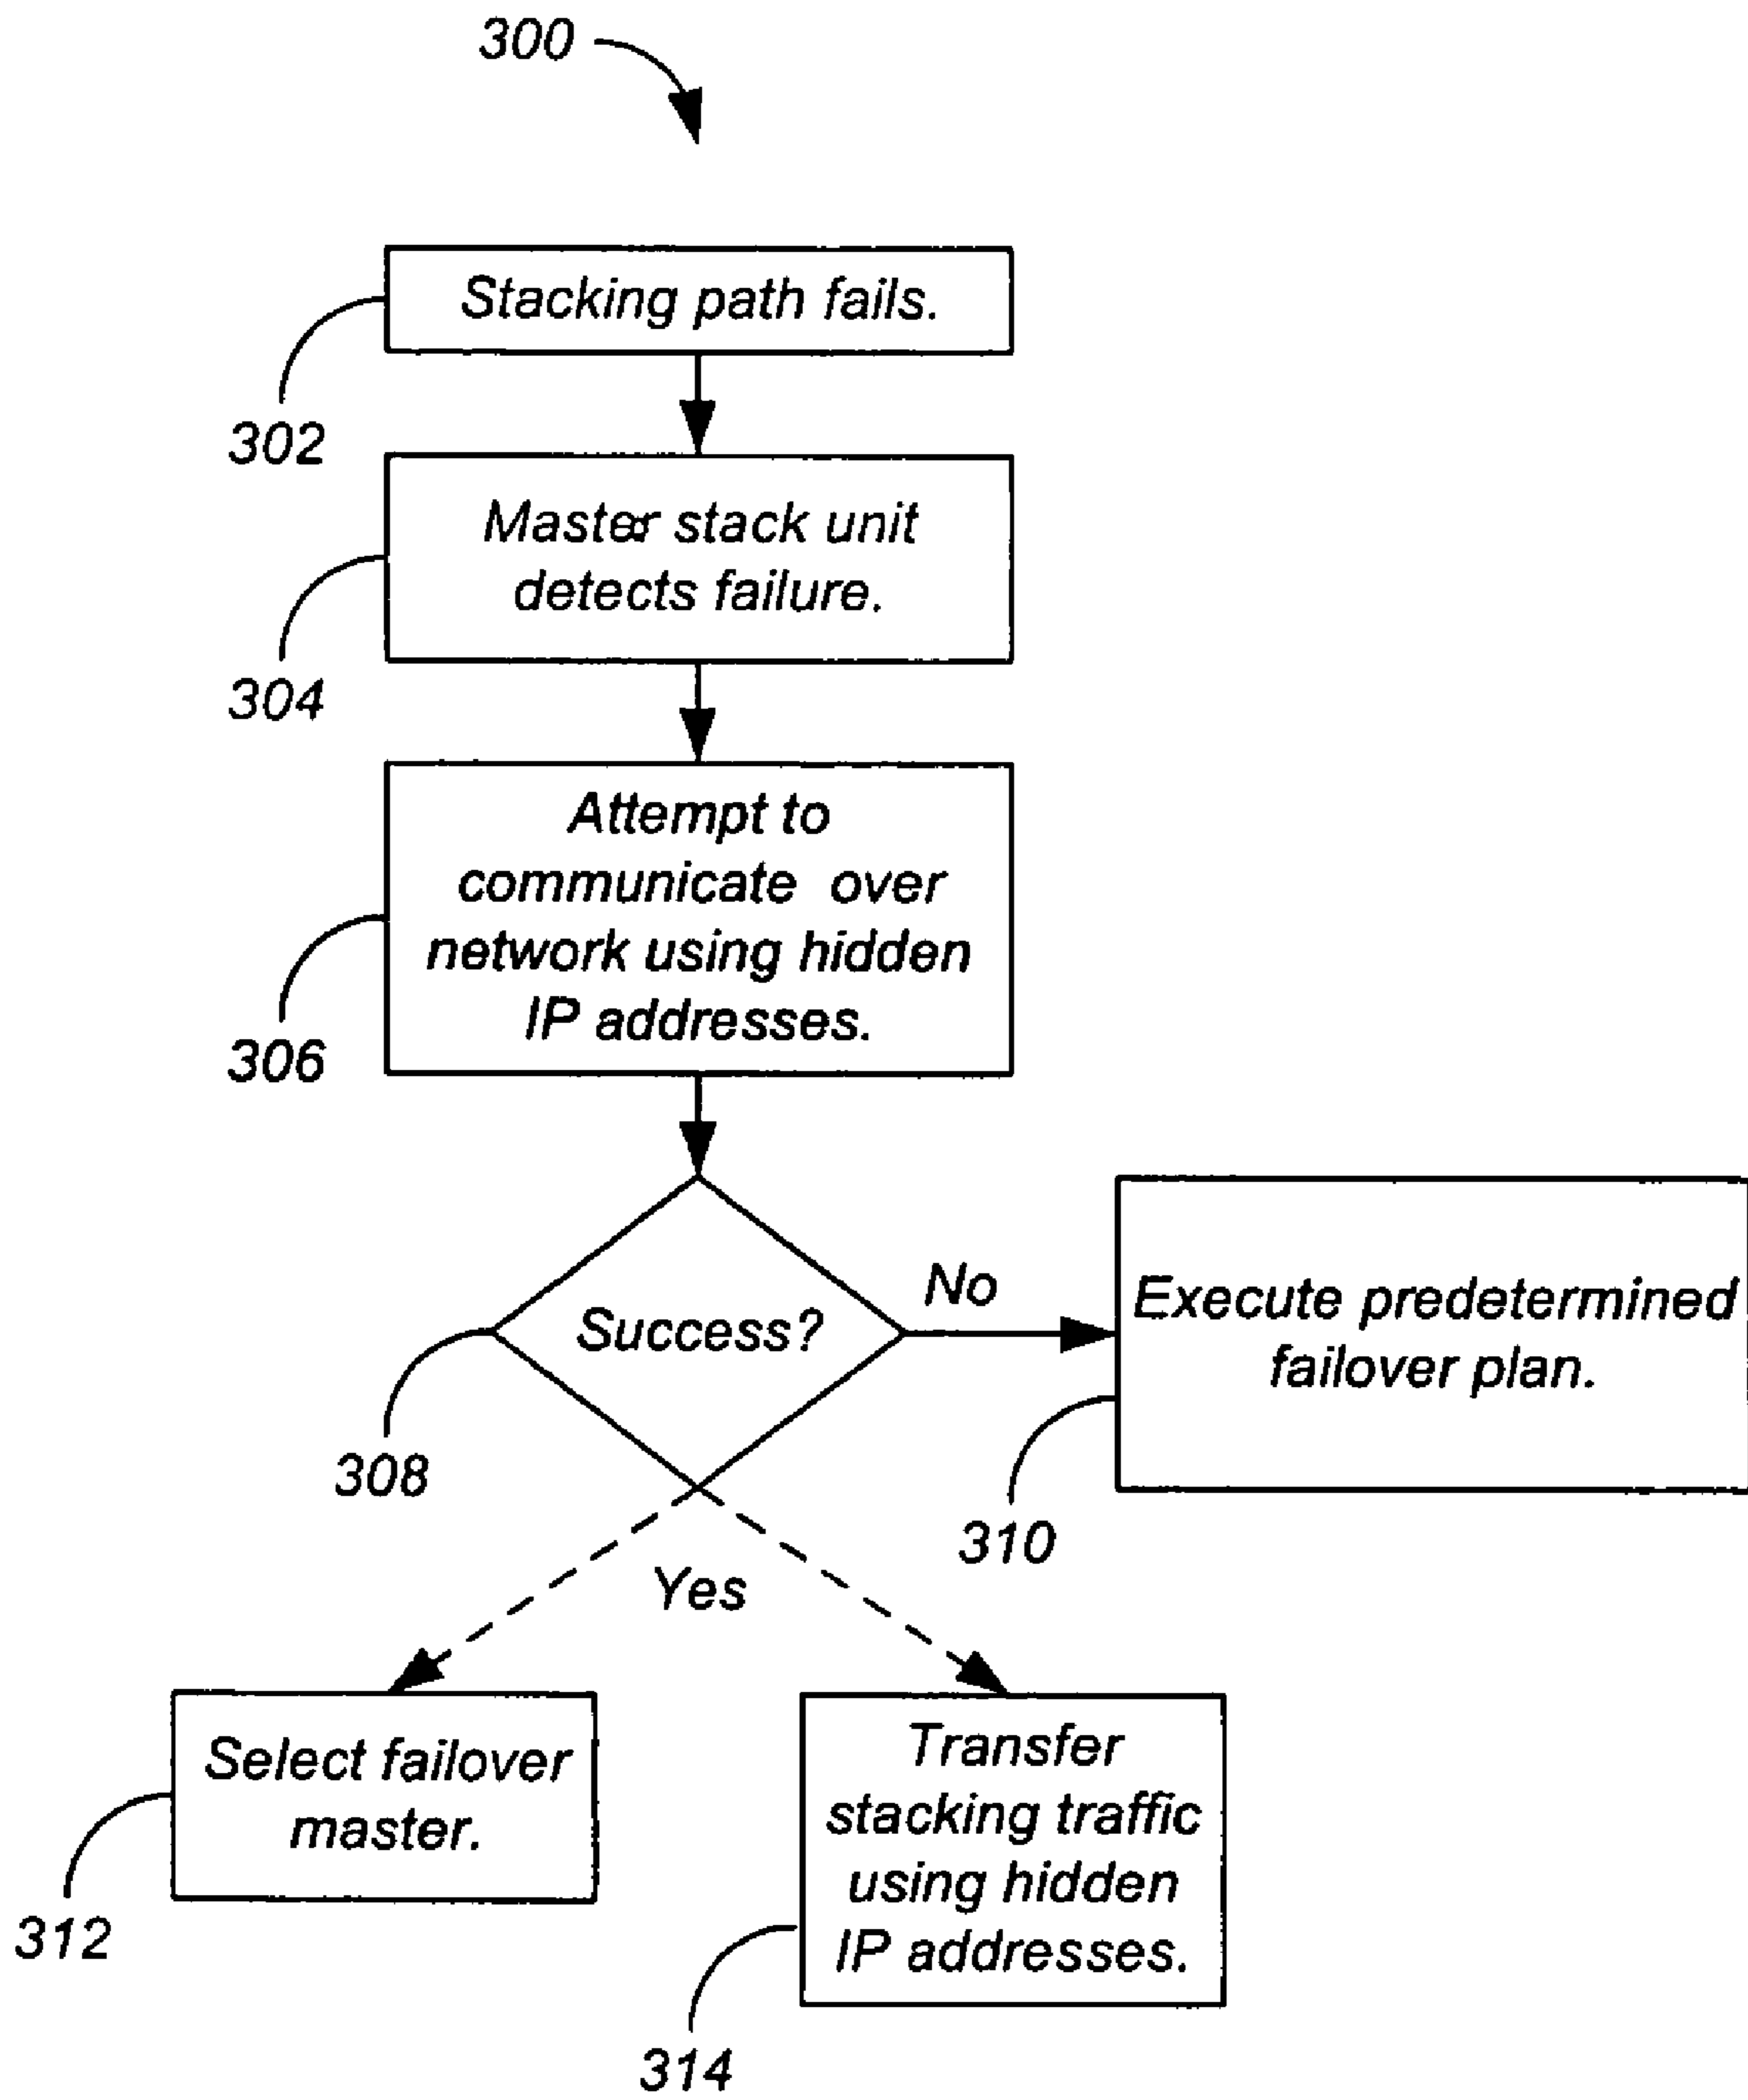 300
Stacking path fails.
302
Master stack unit
detects failure.
304
Attempt to
communicate over
network using hidden
IP addresses.
306
Success?
308
No
Execute predetermined
failover plan.
310
Yes
Select failover
master.
312
Transfer
stacking traffic
using hidden
IP addresses.
314